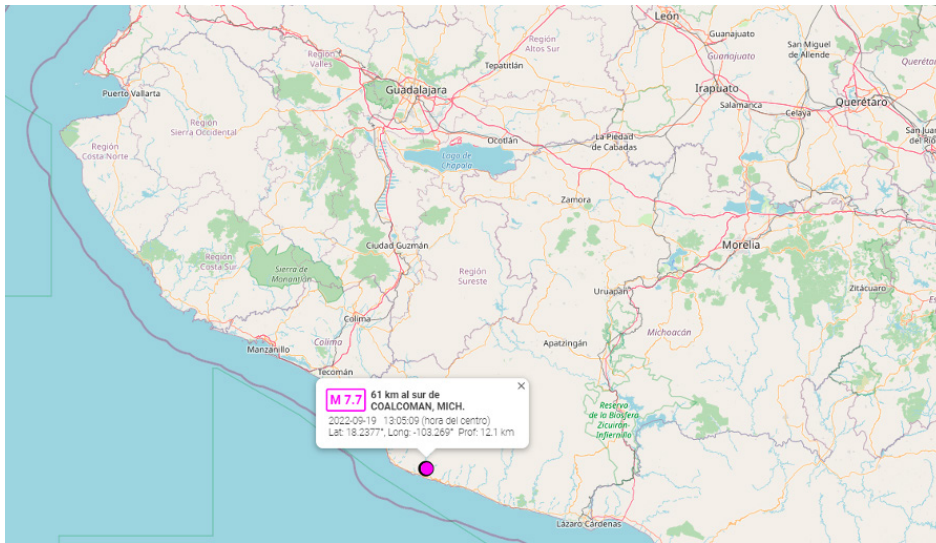 León
Guanajuato
Región
Altos Sur
San Miguel
de Allende
Guanajuato
Región
Valles
Tepatitlán
Puerto Vallarta
Guadalajara
Irapuato
Salamanca
Querétaro
Celaya
Región
Sierra Occidental
Ocotlán
La Piedad
de Cabadas
San Juan
del Río
Región
Costa Norte
Lago de
Chapala
Zamora
Ciudad Guzmán
Morelia
Región
Costa Sur
Sierra de
Manantlán
Región
Sureste
Uruapan
Zitácuaro
Colima
Michoacán
Manzanillo
Colima
Apatzingán
Tecomán
M 7.7
61 km al sur de
COALCOMAN, MICH.
2022-09-19 13:05:09 (hora del centro)
Lat: 18.2377°, Long: -103.269° Prof: 12.1 km
Reserva
de la Biosfera
Zicuirán
Infiernillo
Lázaro Cárdenas